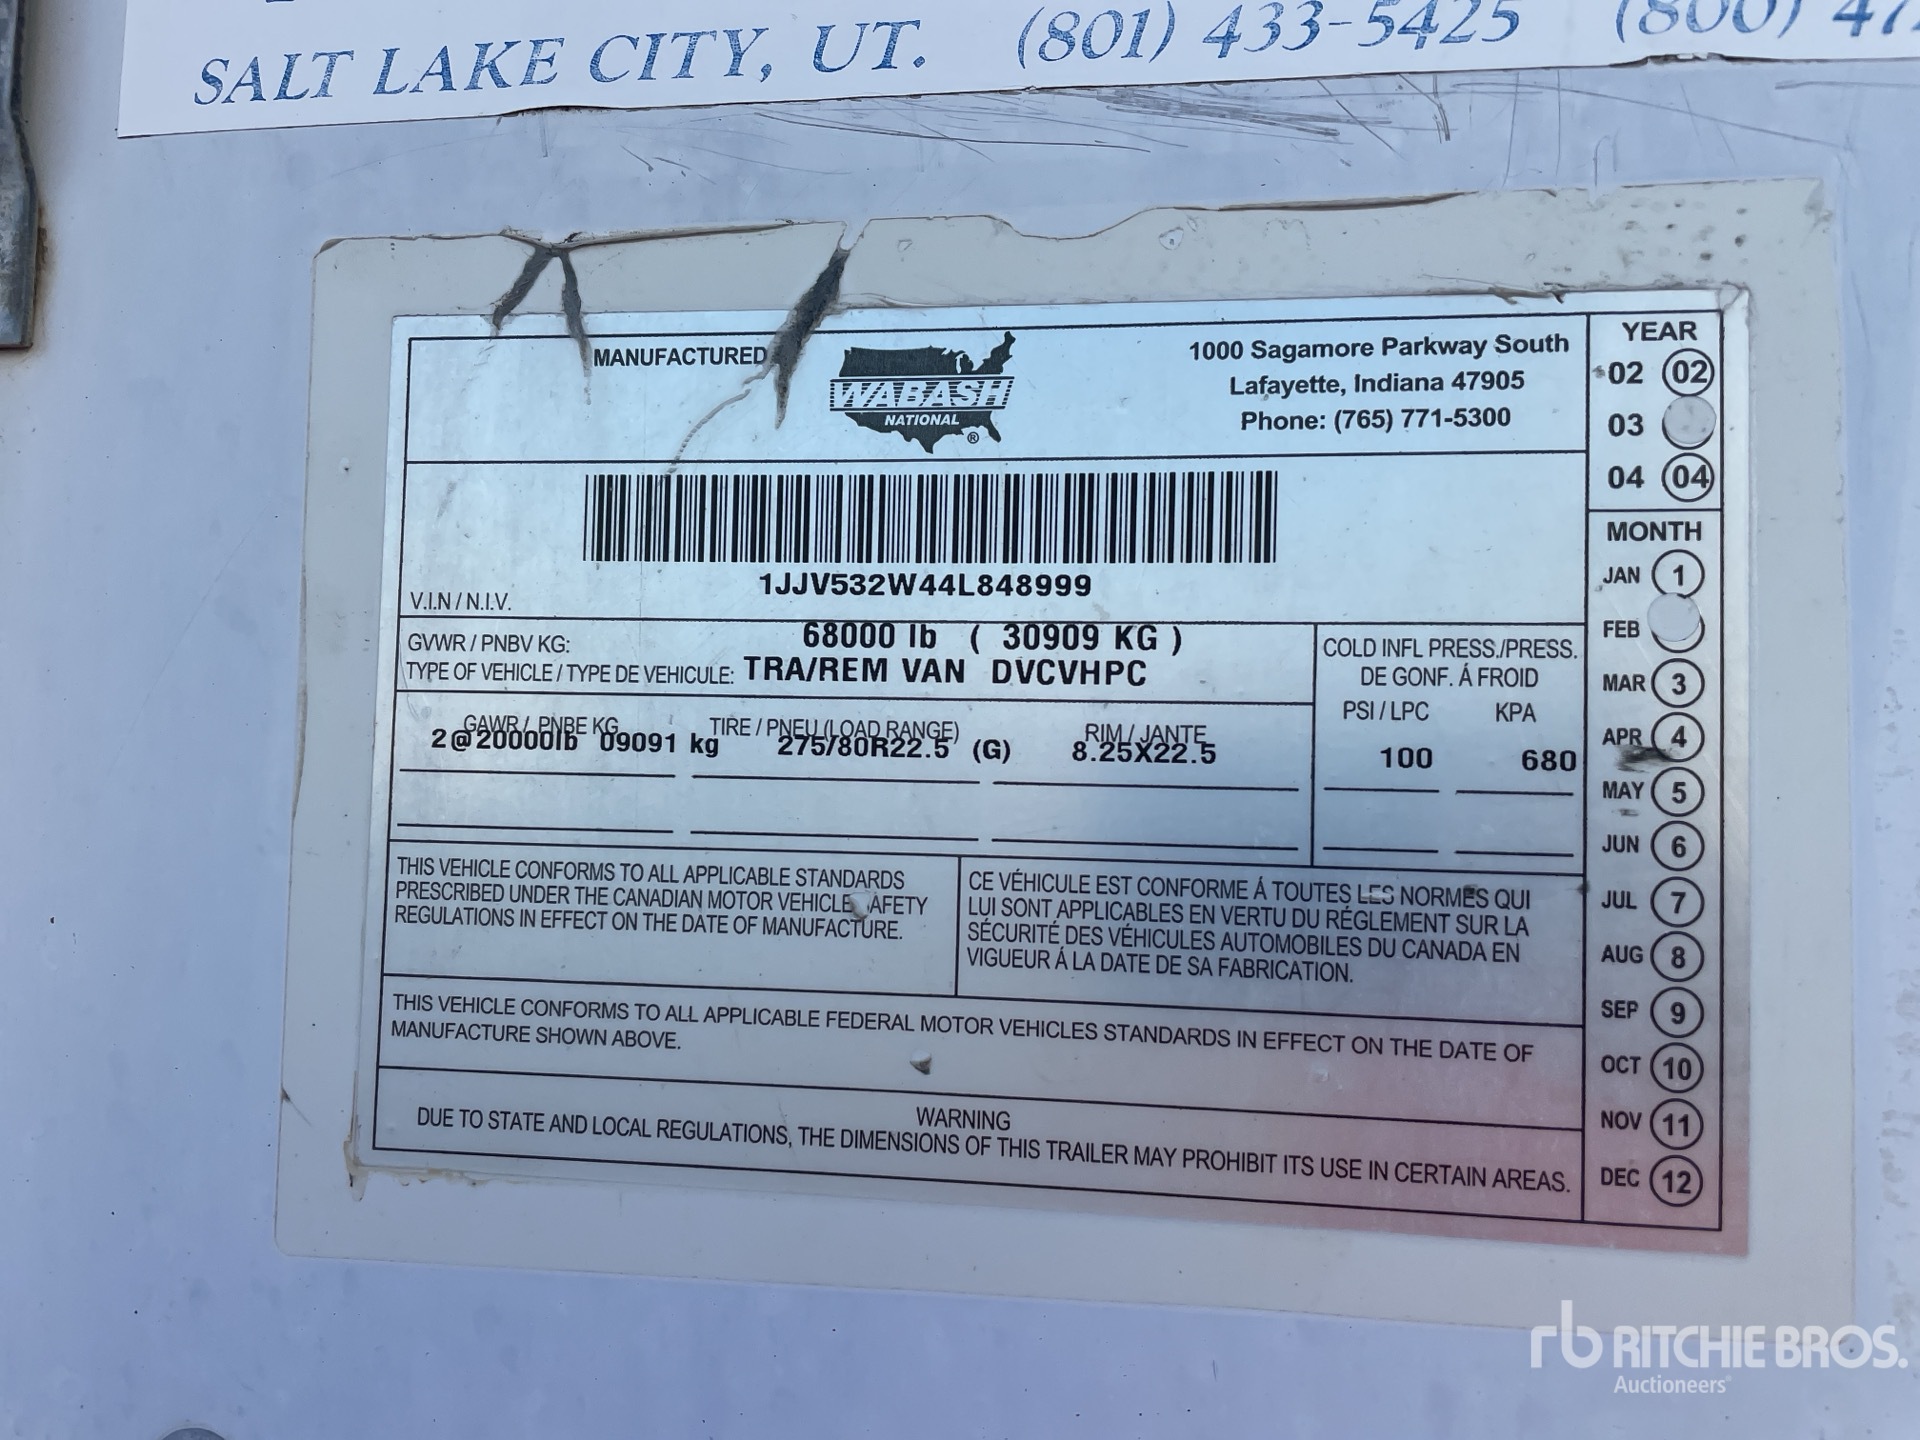 SALT LAKE CITY, UT. (801) 433-5425 (800)
MANUFACTURED
WABASH
NATIONAL
®
1000 Sagamore Parkway South
Lafayette, Indiana 47905
Phone: (765) 771-5300
1JJV532W44L848999
V.I.N / N.I.V.
GVWR / PNBV KG: 68000 lb ( 30909 KG )
TYPE OF VEHICLE / TYPE DE VEHICULE: TRA/REM VAN DVCVHPC
GAWR / PNBE KG TIRE / PNEU (LOAD RANGE) RIM / JANTE
2@20000lb 09091 kg 275/80R22.5 (G) 8.25X22.5
COLD INFL PRESS./PRESS.
DE GONF. Á FROID
PSI / LPC KPA
100 680
THIS VEHICLE CONFORMS TO ALL APPLICABLE STANDARDS
PRESCRIBED UNDER THE CANADIAN MOTOR VEHICLE AFETY
REGULATIONS IN EFFECT ON THE DATE OF MANUFACTURE.
CE VÉHICULE EST CONFORME Á TOUTES LES NORMES QUI
LUI SONT APPLICABLES EN VERTU DU RÉGLEMENT SUR LA
SÉCURITÉ DES VÉHICULES AUTOMOBILES DU CANADA EN
VIGUEUR Á LA DATE DE SA FABRICATION.
THIS VEHICLE CONFORMS TO ALL APPLICABLE FEDERAL MOTOR VEHICLES STANDARDS IN EFFECT ON THE DATE OF
MANUFACTURE SHOWN ABOVE.
WARNING
DUE TO STATE AND LOCAL REGULATIONS, THE DIMENSIONS OF THIS TRAILER MAY PROHIBIT ITS USE IN CERTAIN AREAS.
YEAR
02 02
03
04 04
MONTH
JAN 1
FEB
MAR 3
APR 4
MAY 5
JUN 6
JUL 7
AUG 8
SEP 9
OCT 10
NOV 11
DEC 12
rb RITCHIE BROS.
Auctioneers